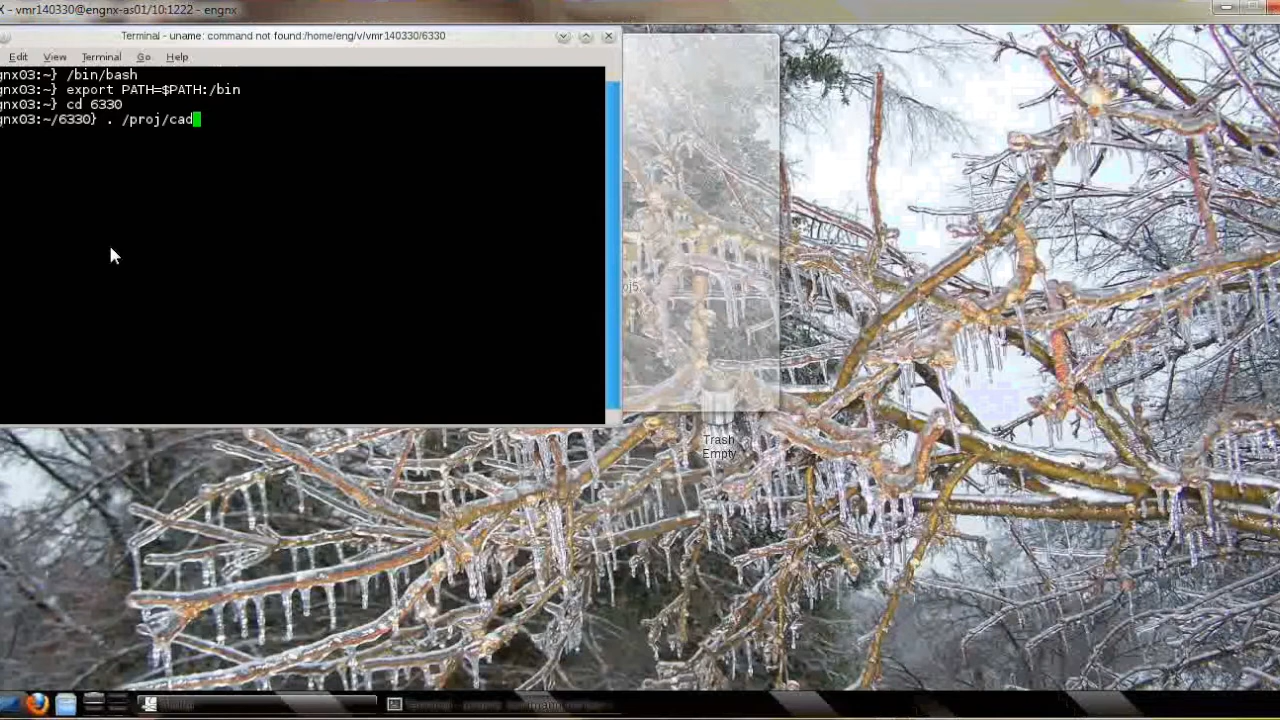 X - vmr140330@engnx-as01/10:1222 - engnx
Terminal - uname: command not found:/home/eng/v/vmr140330/6330
Edit View Terminal Go Help
gnx03:~} /bin/bash
gnx03:~} export PATH=$PATH:/bin
gnx03:~} cd 6330
gnx03:~/6330} . /proj/cad
oj5
Trash
Empty